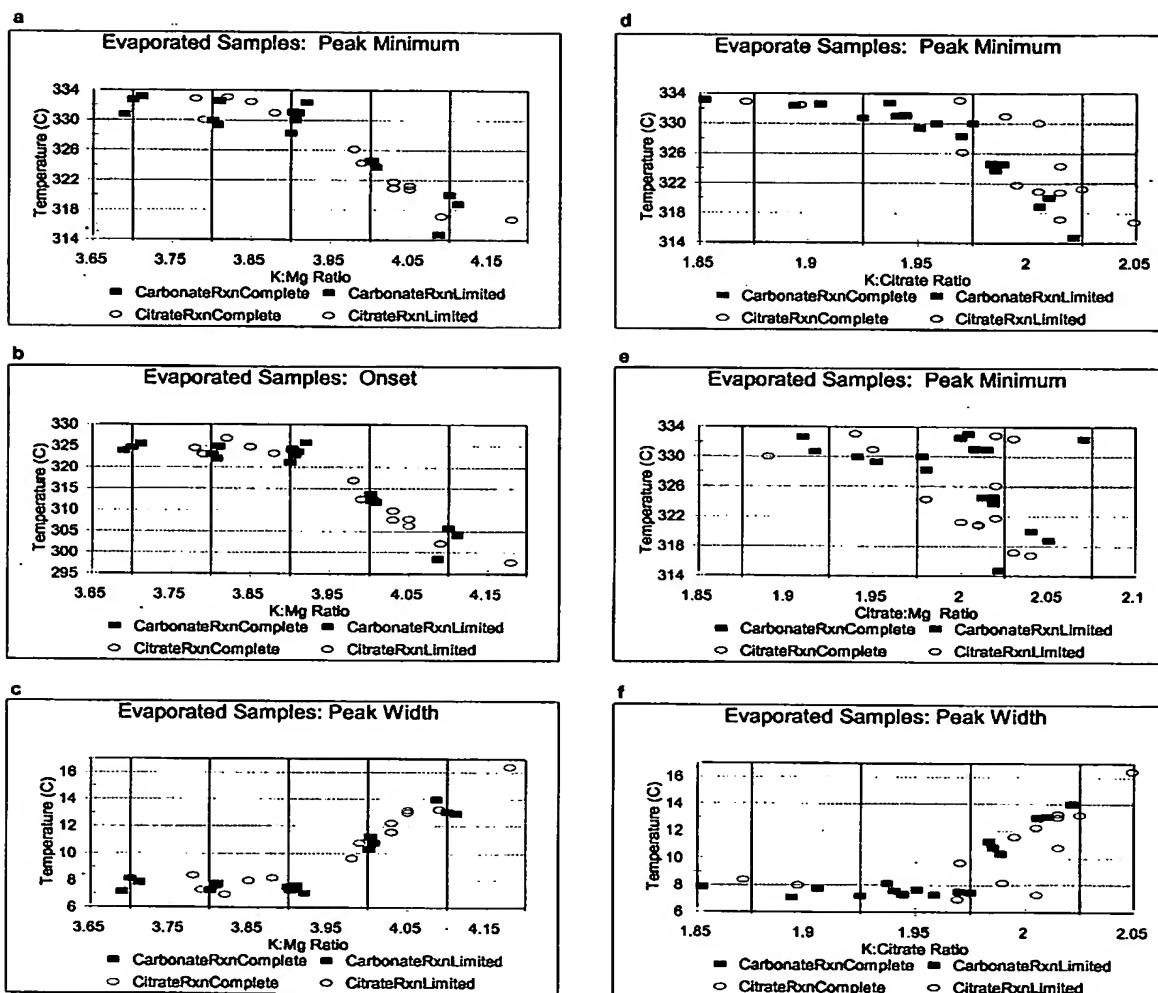 a
Evaporated Samples: Peak Minimum
Temperature (C)
334
330
326
322
318
314
3.65 3.75 3.85 3.95 4.05 4.15
K:Mg Ratio
CarbonateRxnComplete CarbonateRxnLimited
CitrateRxnComplete CitrateRxnLimited
b
Evaporated Samples: Onset
Temperature (C)
330
325
320
315
310
305
300
295
3.65 3.75 3.85 3.95 4.05 4.15
K:Mg Ratio
CarbonateRxnComplete CarbonateRxnLimited
CitrateRxnComplete CitrateRxnLimited
c
Evaporated Samples: Peak Width
Temperature (C)
16
14
12
10
8
6
3.65 3.75 3.85 3.95 4.05 4.15
K:Mg Ratio
CarbonateRxnComplete CarbonateRxnLimited
CitrateRxnComplete CitrateRxnLimited
d
Evaporate Samples: Peak Minimum
Temperature (C)
334
330
326
322
318
314
1.85 1.9 1.95 2 2.05
K:Citrate Ratio
CarbonateRxnComplete CarbonateRxnLimited
CitrateRxnComplete CitrateRxnLimited
e
Evaporated Samples: Peak Minimum
Temperature (C)
334
330
326
322
318
314
1.85 1.9 1.95 2 2.05 2.1
Citrate:Mg Ratio
CarbonateRxnComplete CarbonateRxnLimited
CitrateRxnComplete CitrateRxnLimited
f
Evaporated Samples: Peak Width
Temperature (C)
16
14
12
10
8
6
1.85 1.9 1.95 2 2.05
K:Citrate Ratio
CarbonateRxnComplete CarbonateRxnLimited
CitrateRxnComplete CitrateRxnLimited